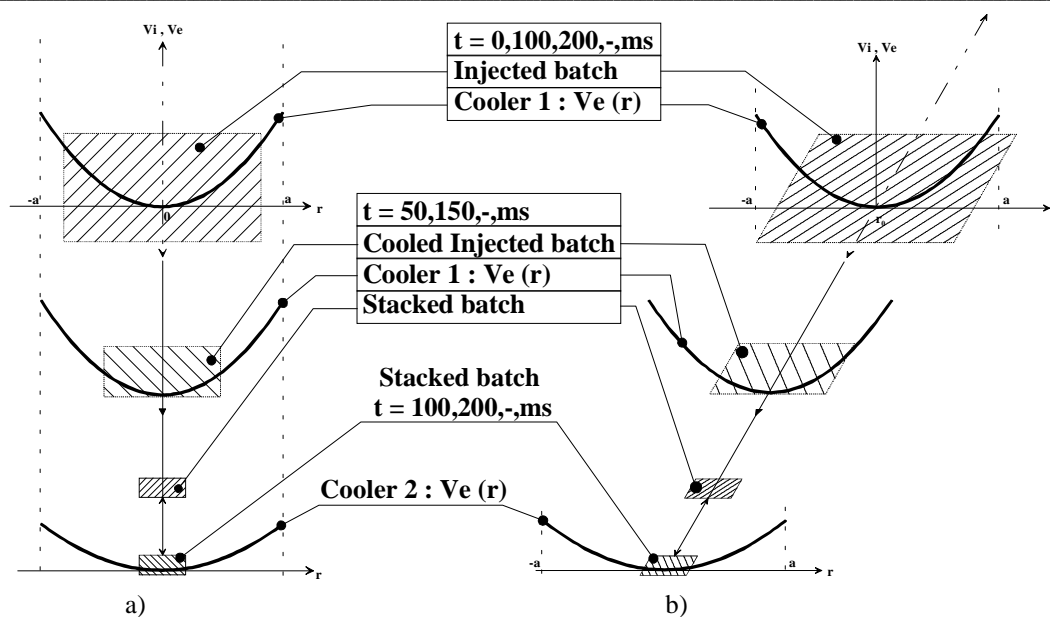 Vi , Ve
t = 0,100,200,-,ms
Injected batch
Cooler 1 : Ve (r)
Vi , Ve
-a
0
a
r
-a
r₀
a
r
t = 50,150,-,ms
Cooled Injected batch
Cooler 1 : Ve (r)
Stacked batch
Stacked batch
t = 100,200,-,ms
Cooler 2 : Ve (r)
r
-a
a
r
a)
b)